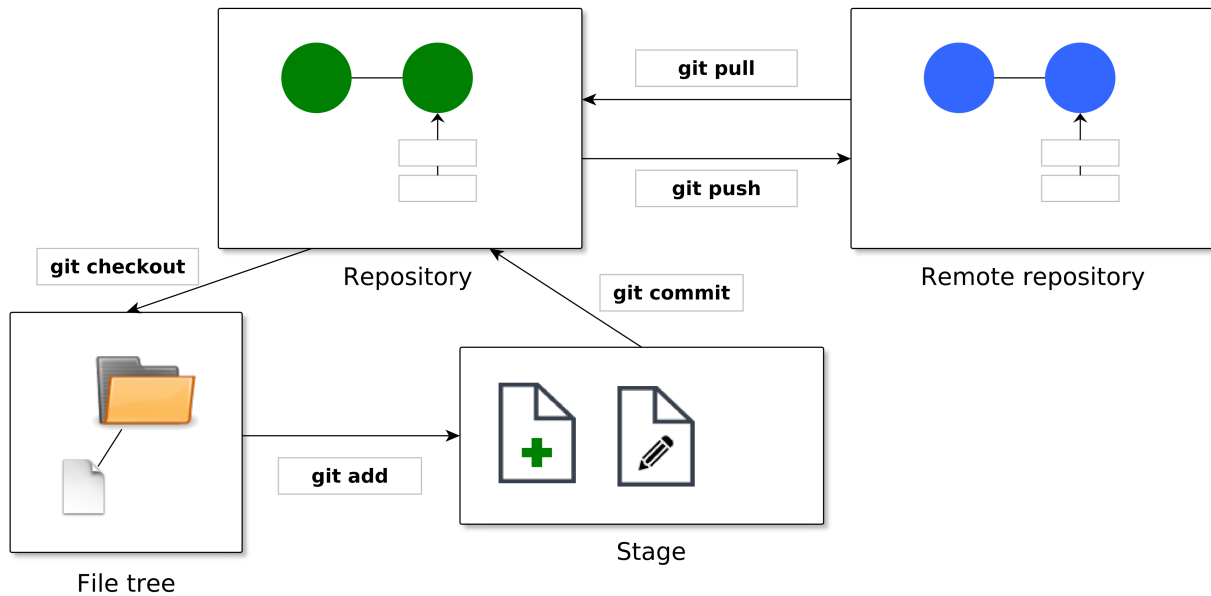 git pull
git push
git checkout
Repository
Remote repository
git commit
git add
Stage
File tree